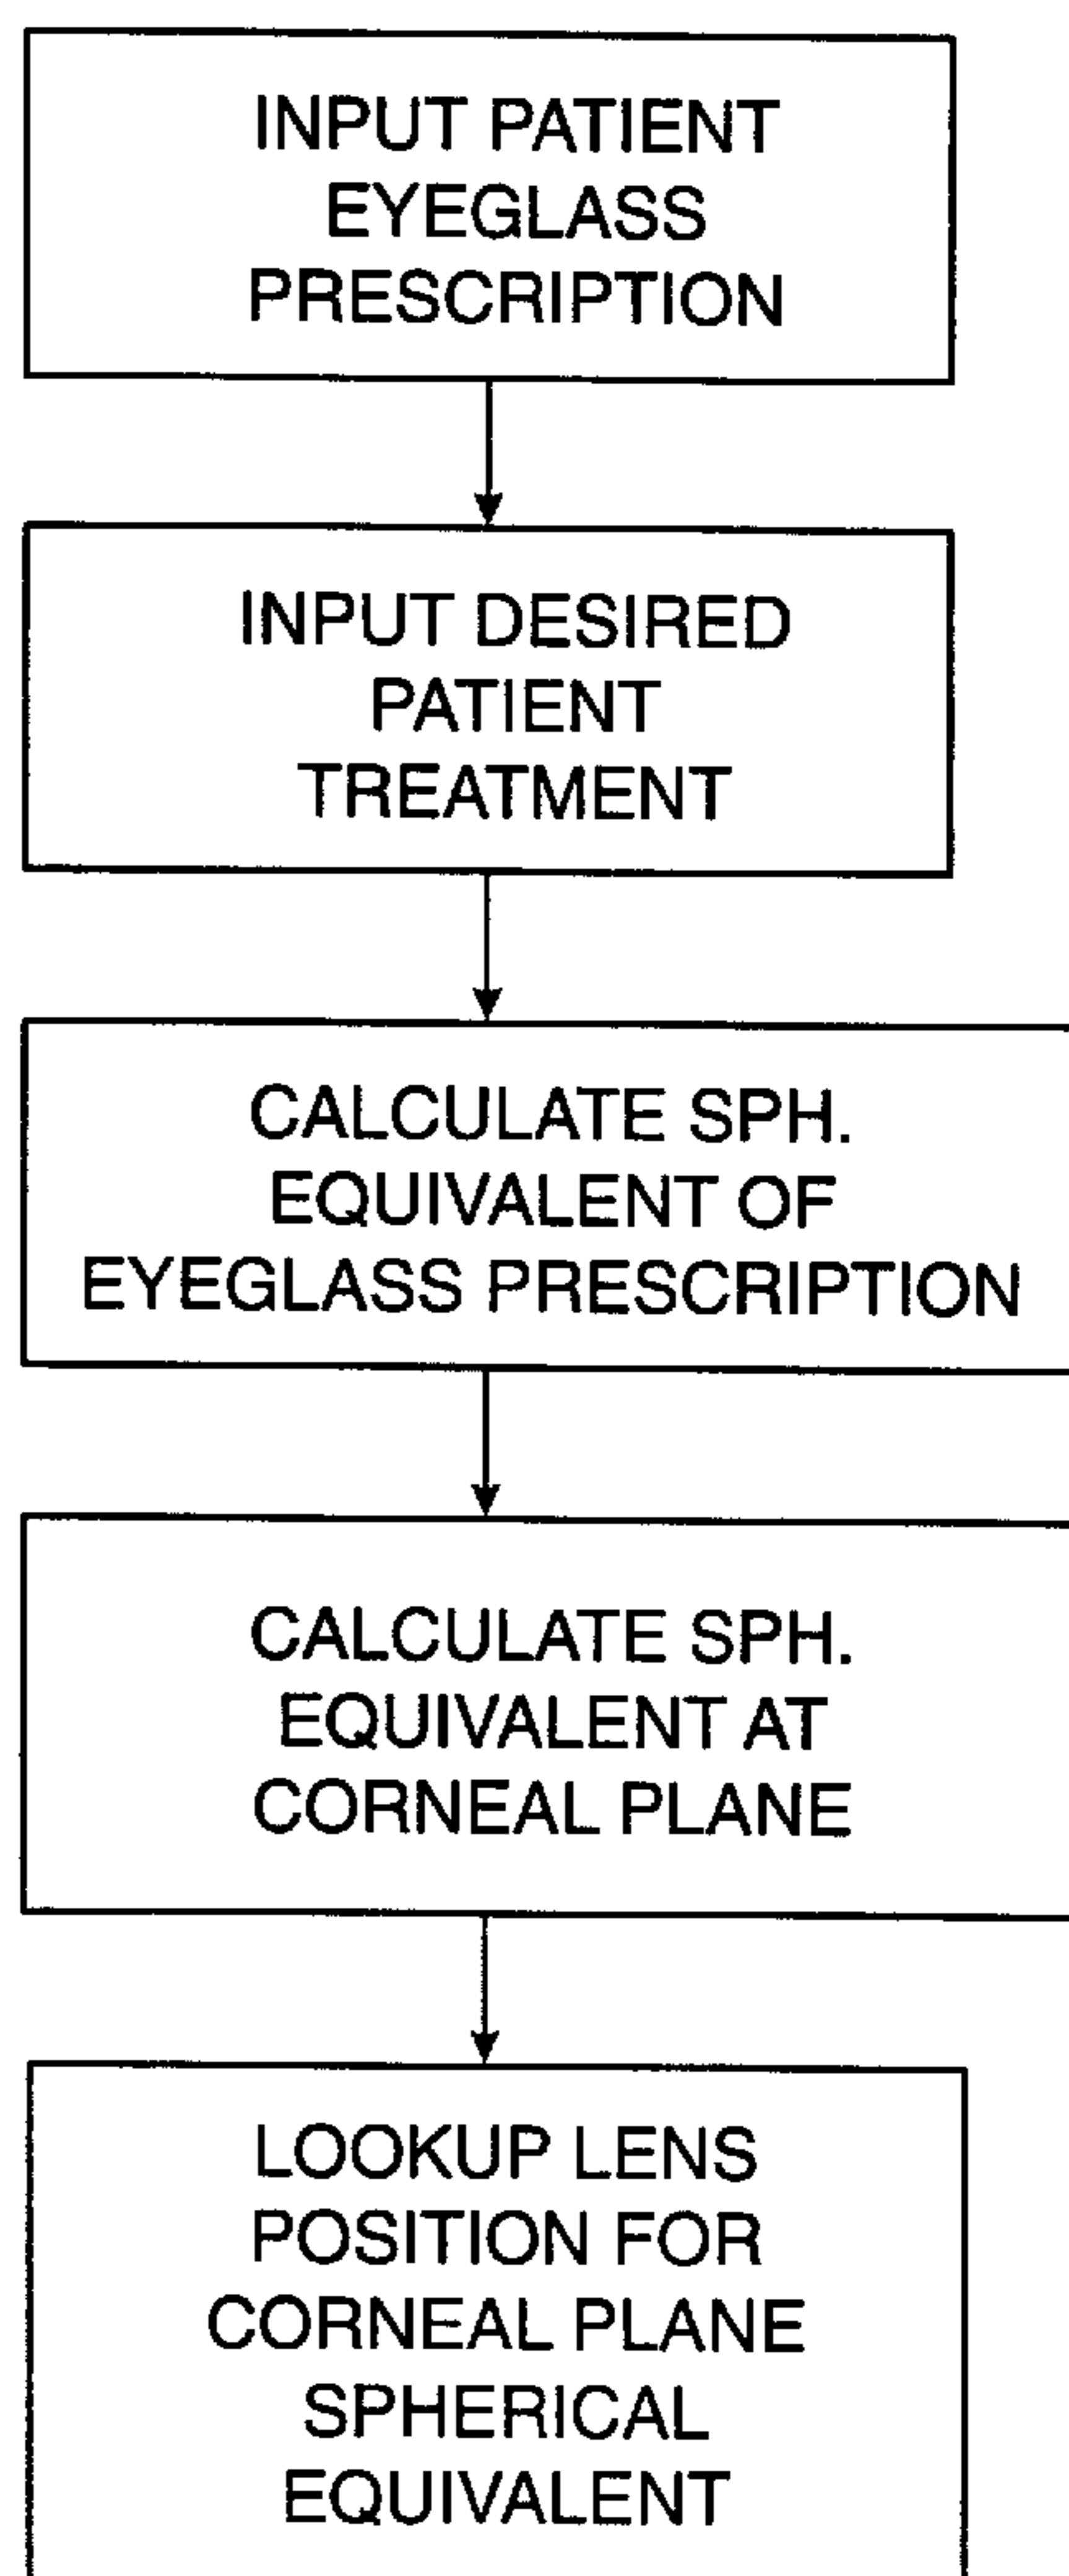 INPUT PATIENT
EYEGLASS
PRESCRIPTION
INPUT DESIRED
PATIENT
TREATMENT
CALCULATE SPH.
EQUIVALENT OF
EYEGLASS PRESCRIPTION
CALCULATE SPH.
EQUIVALENT AT
CORNEAL PLANE
LOOKUP LENS
POSITION FOR
CORNEAL PLANE
SPHERICAL
EQUIVALENT